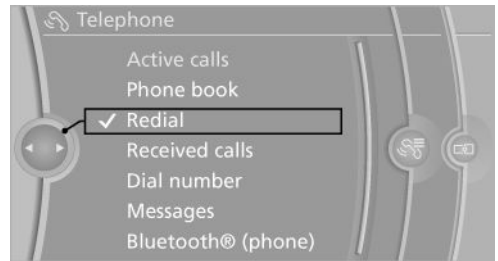 Telephone
Active calls
Phone book
✓ Redial
Received calls
Dial number
Messages
Bluetooth® (phone)